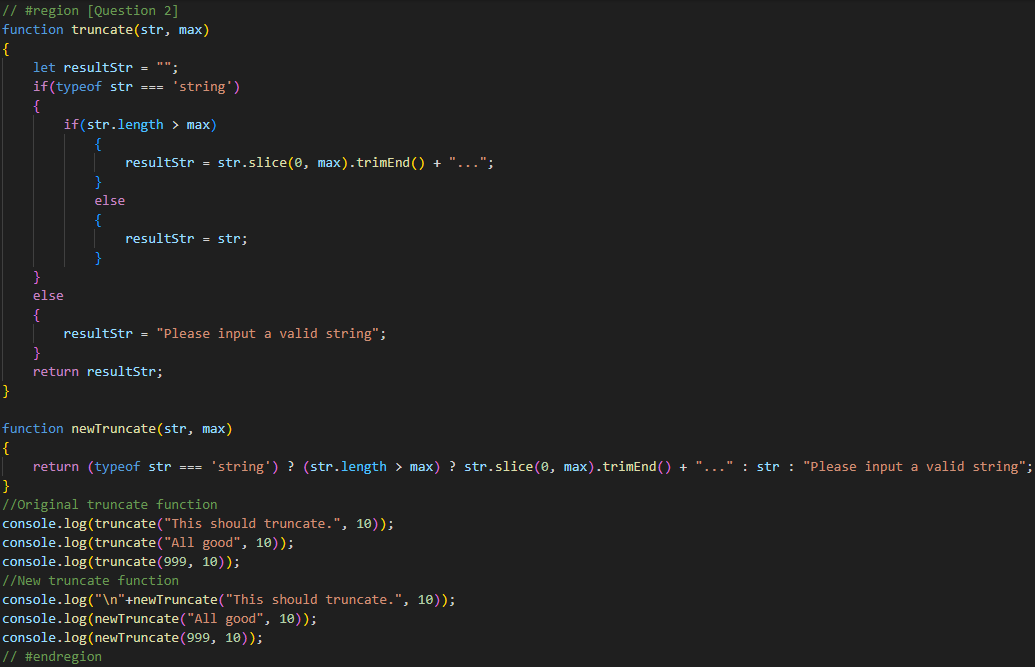 // #region [Question 2]
function truncate(str, max)
{
    let resultStr = "";
    if(typeof str === 'string')
    {
        if(str.length > max)
            {
                resultStr = str.slice(0, max).trimEnd() + "...";
            }
            else
            {
                resultStr = str;
            }
    }
    else
    {
        resultStr = "Please input a valid string";
    }
    return resultStr;
}

function newTruncate(str, max)
{
    return (typeof str === 'string') ? (str.length > max) ? str.slice(0, max).trimEnd() + "..." : str : "Please input a valid string";
}
//Original truncate function
console.log(truncate("This should truncate.", 10));
console.log(truncate("All good", 10));
console.log(truncate(999, 10));
//New truncate function
console.log("\n"+newTruncate("This should truncate.", 10));
console.log(newTruncate("All good", 10));
console.log(newTruncate(999, 10));
// #endregion